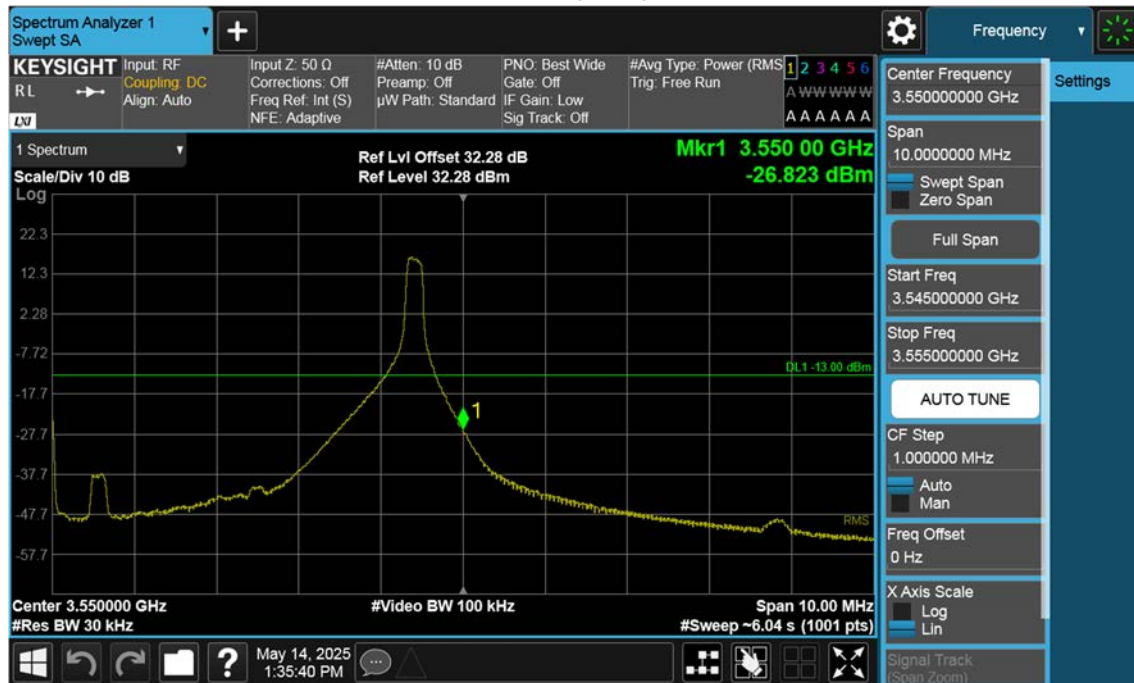 Spectrum Analyzer 1
Swept SA
Frequency
KEYSIGHT
RL
LXI
Input: RF
Coupling: DC
Align: Auto
Input Z: 50 Ω
Corrections: Off
Freq Ref: Int (S)
NFE: Adaptive
#Atten: 10 dB
Preamp: Off
µW Path: Standard
PNO: Best Wide
Gate: Off
IF Gain: Low
Sig Track: Off
#Avg Type: Power (RMS
Trig: Free Run
1 2 3 4 5 6
A W W W W W
A A A A A A
1 Spectrum
Scale/Div 10 dB
Ref Lvl Offset 32.28 dB
Ref Level 32.28 dBm
Mkr1 3.550 00 GHz
-26.823 dBm
Log
22.3
12.3
2.28
-7.72
-17.7
-27.7
-37.7
-47.7
-57.7
DL1 -13.00 dBm
1
RMS
Center 3.550000 GHz
#Res BW 30 kHz
#Video BW 100 kHz
Span 10.00 MHz
#Sweep ~6.04 s (1001 pts)
Center Frequency
3.550000000 GHz
Span
10.0000000 MHz
Swept Span
Zero Span
Full Span
Start Freq
3.545000000 GHz
Stop Freq
3.555000000 GHz
AUTO TUNE
CF Step
1.000000 MHz
Auto
Man
Freq Offset
0 Hz
X Axis Scale
Log
Lin
Signal Track
(Span Zoom)
Settings
?
May 14, 2025
1:35:40 PM